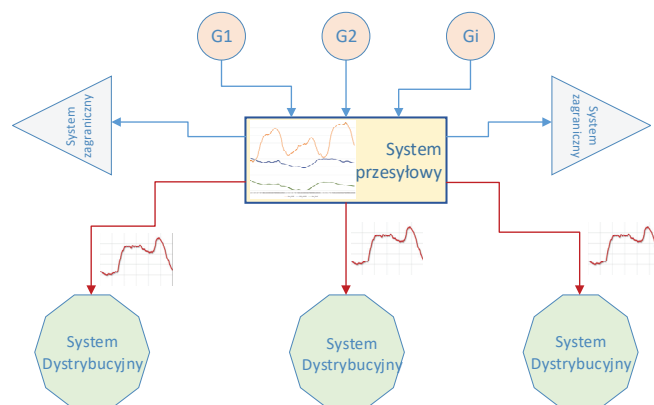 G1
G2
Gi
System
zagraniczny
System
przesyłowy
System
zagraniczny
System
Dystrybucyjny
System
Dystrybucyjny
System
Dystrybucyjny